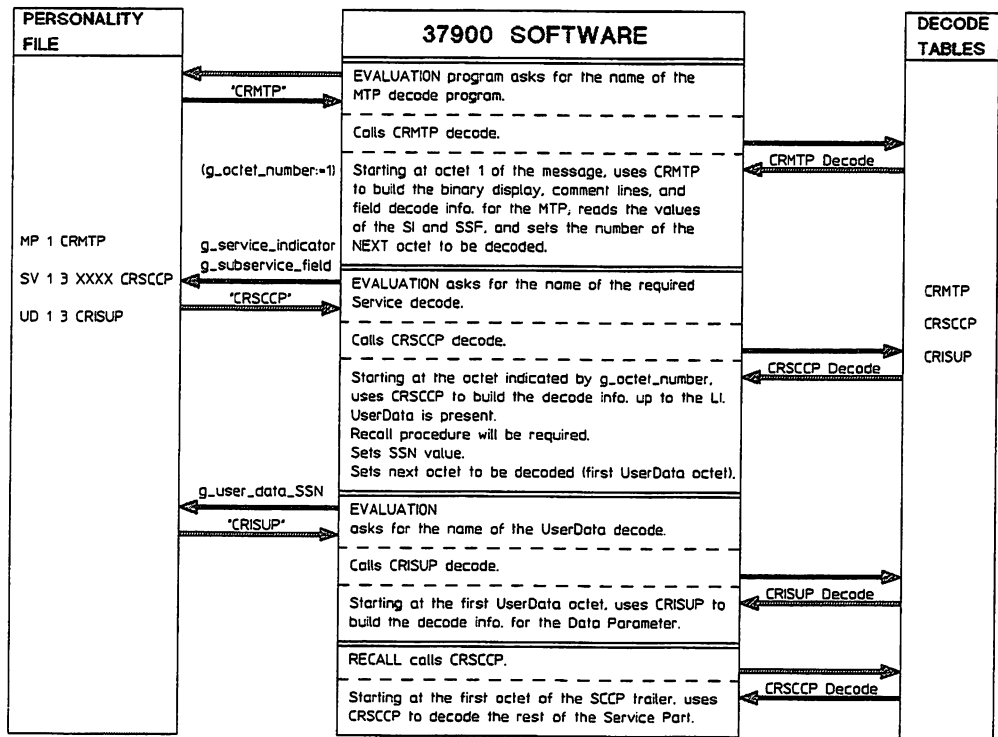 PERSONALITY
FILE
37900 SOFTWARE
DECODE
TABLES
EVALUATION program asks for the name of the
MTP decode program.
"CRMTP"
Calls CRMTP decode.
CRMTP Decode
(g_octet_number:=1)
Starting at octet 1 of the message, uses CRMTP
to build the binary display, comment lines, and
field decode info. for the MTP; reads the values
of the SI and SSF, and sets the number of the
NEXT octet to be decoded.
MP 1 CRMTP
SV 1 3 XXXX CRSCCP
UD 1 3 CRISUP
g_service_indicator
g_subservice_field
"CRSCCP"
EVALUATION asks for the name of the required
Service decode.
CRMTP
CRSCCP
CRISUP
Calls CRSCCP decode.
CRSCCP Decode
Starting at the octet indicated by g_octet_number,
uses CRSCCP to build the decode info. up to the LI.
UserData is present.
Recall procedure will be required.
Sets SSN value.
Sets next octet to be decoded (first UserData octet).
g_user_data_SSN
"CRISUP"
EVALUATION
asks for the name of the UserData decode.
Calls CRISUP decode.
CRISUP Decode
Starting at the first UserData octet, uses CRISUP to
build the decode info. for the Data Parameter.
RECALL calls CRSCCP.
CRSCCP Decode
Starting at the first octet of the SCCP trailer, uses
CRSCCP to decode the rest of the Service Part.